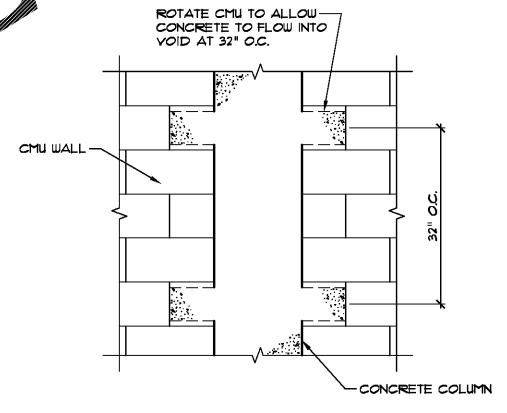 ROTATE CMU TO ALLOW
CONCRETE TO FLOW INTO
VOID AT 32" O.C.
CMU WALL
32" O.C.
CONCRETE COLUMN